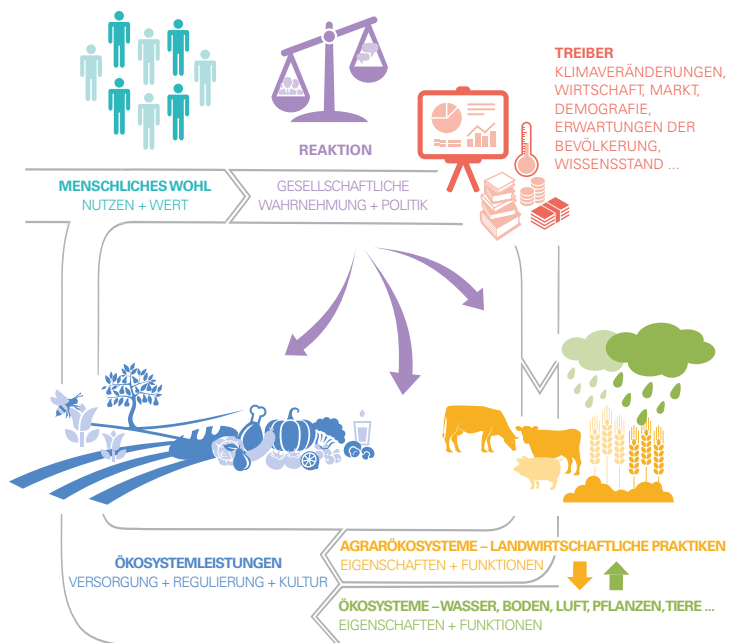 TREIBER
KLIMAVERÄNDERUNGEN,
WIRTSCHAFT, MARKT,
DEMOGRAFIE,
ERWARTUNGEN DER
BEVÖLKERUNG,
WISSENSSTAND ...
REAKTION
MENSCHLICHES WOHL
NUTZEN + WERT
GESELLSCHAFTLICHE
WAHRNEHMUNG + POLITIK
ÖKOSYSTEMLEISTUNGEN
VERSORGUNG + REGULIERUNG + KULTUR
AGRARÖKOSYSTEME – LANDWIRTSCHAFTLICHE PRAKTIKEN
EIGENSCHAFTEN + FUNKTIONEN
ÖKOSYSTEME – WASSER, BODEN, LUFT, PFLANZEN, TIERE ...
EIGENSCHAFTEN + FUNKTIONEN